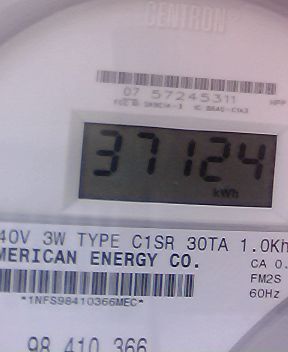 CENTRON
07 57245311
37124
kWh
40V 3W TYPE C1SR 30TA 1.0Kh
MERICAN ENERGY CO.
CA 0.
FM2S
60Hz
*1NFS98410366MEC*
98 410 366